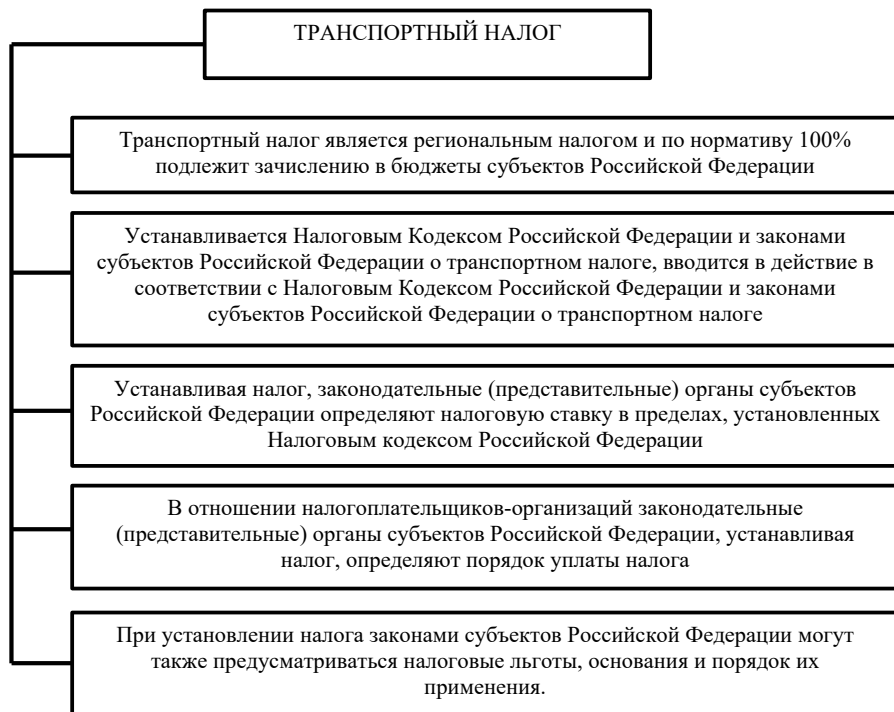 ТРАНСПОРТНЫЙ НАЛОГ
Транспортный налог является региональным налогом и по нормативу 100%
подлежит зачислению в бюджеты субъектов Российской Федерации
Устанавливается Налоговым Кодексом Российской Федерации и законами
субъектов Российской Федерации о транспортном налоге, вводится в действие в
соответствии с Налоговым Кодексом Российской Федерации и законами
субъектов Российской Федерации о транспортном налоге
Устанавливая налог, законодательные (представительные) органы субъектов
Российской Федерации определяют налоговую ставку в пределах, установленных
Налоговым кодексом Российской Федерации
В отношении налогоплательщиков-организаций законодательные
(представительные) органы субъектов Российской Федерации, устанавливая
налог, определяют порядок уплаты налога
При установлении налога законами субъектов Российской Федерации могут
также предусматриваться налоговые льготы, основания и порядок их
применения.